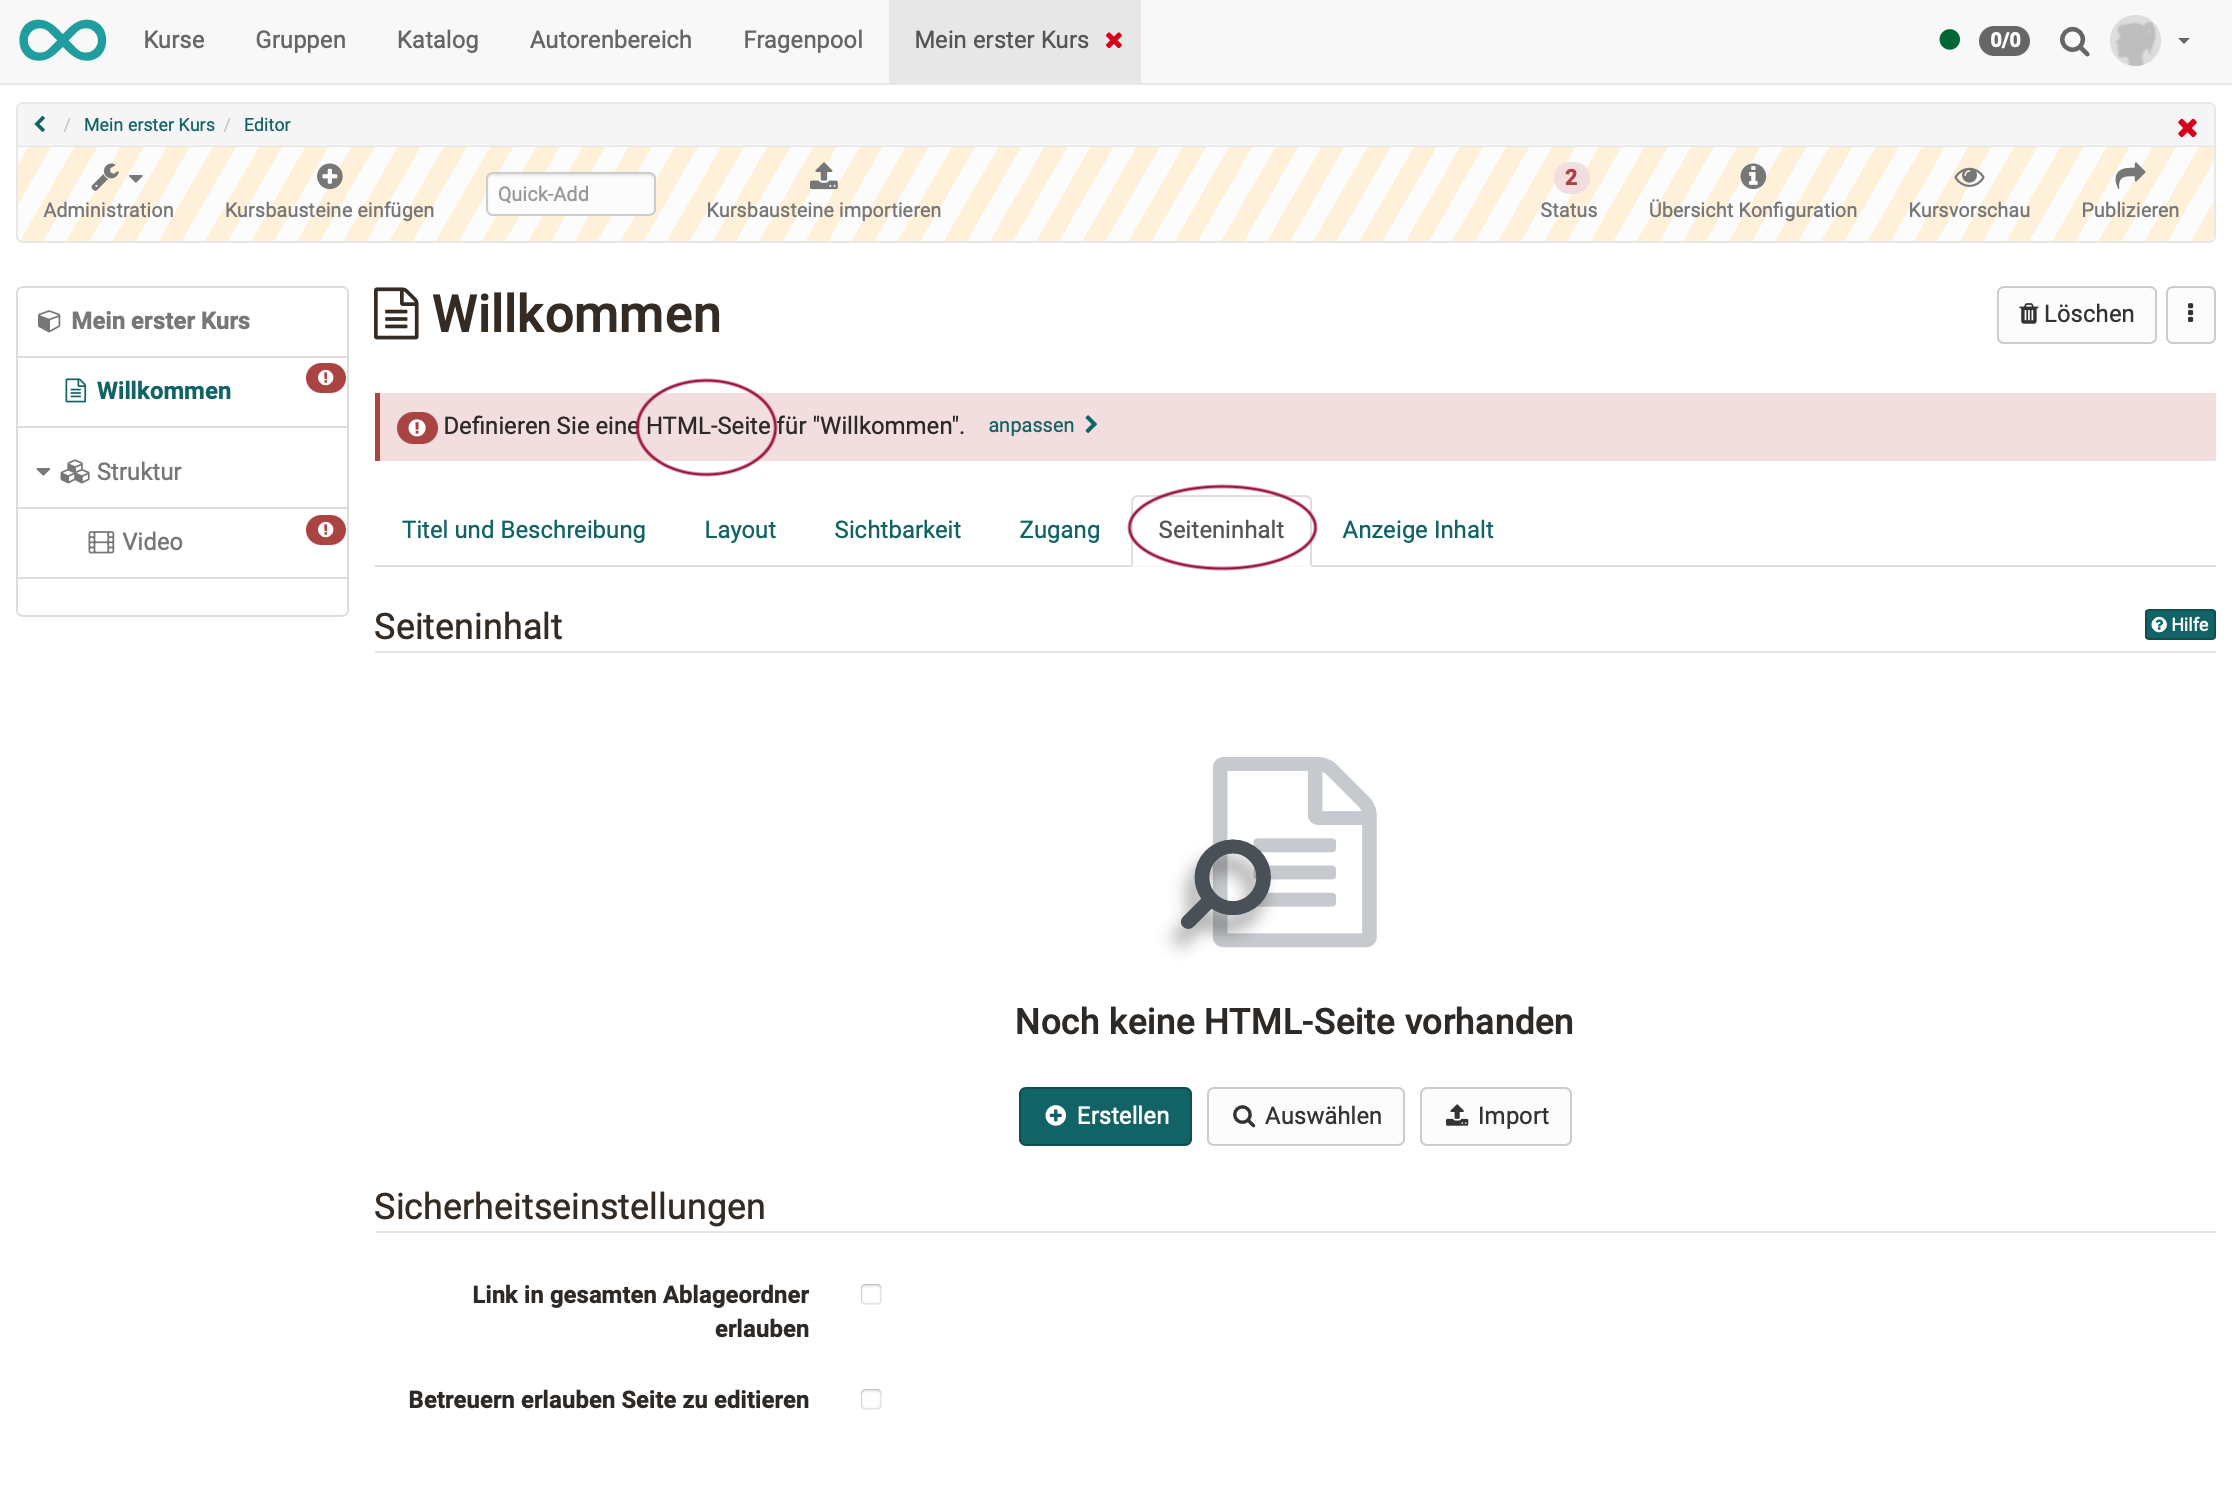 Kurse Gruppen Katalog Autorenbereich Fragenpool Mein erster Kurs 0/0
/ Mein erster Kurs / Editor
Administration Kursbausteine einfügen Quick-Add Kursbausteine importieren 2 Status Übersicht Konfiguration Kursvorschau Publizieren
Mein erster Kurs
Willkommen
Struktur
Video
Willkommen
Löschen
Definieren Sie eine HTML-Seite für "Willkommen". anpassen
Titel und Beschreibung Layout Sichtbarkeit Zugang Seiteninhalt Anzeige Inhalt
Seiteninhalt
Hilfe
Noch keine HTML-Seite vorhanden
Erstellen Auswählen Import
Sicherheitseinstellungen
Link in gesamten Ablageordner
erlauben
Betreuern erlauben Seite zu editieren